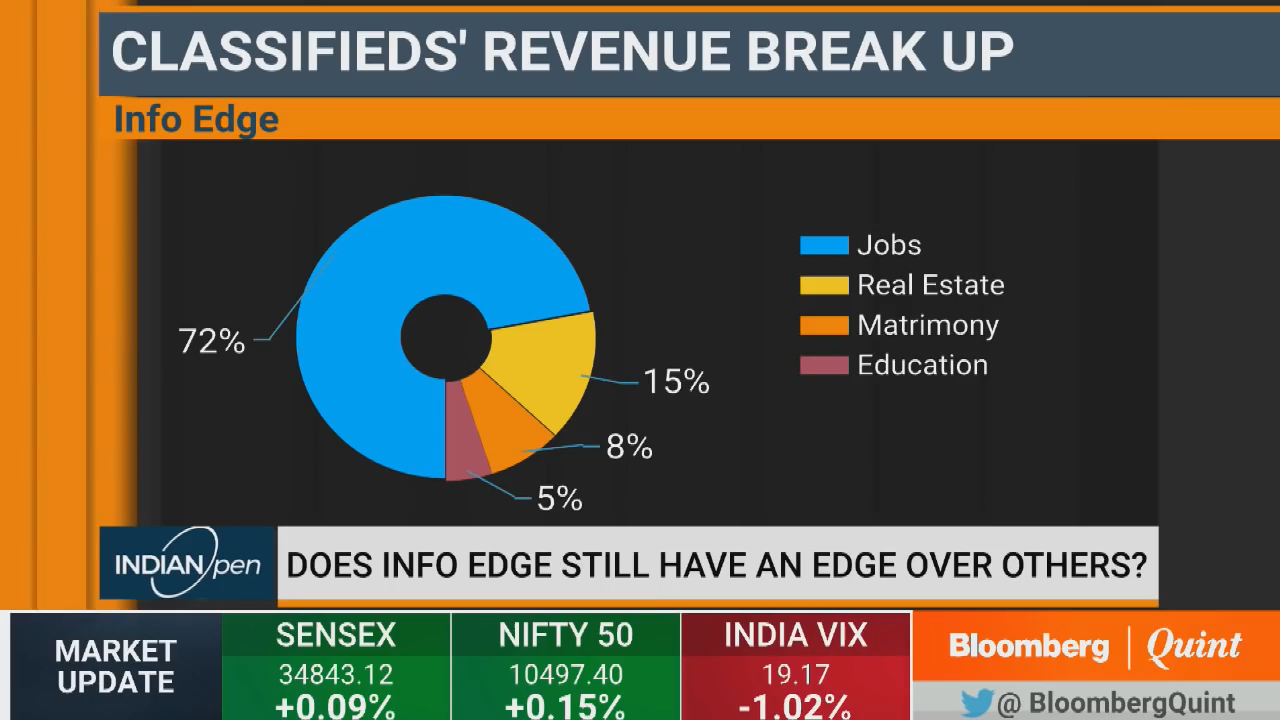 CLASSIFIEDS' REVENUE BREAK UP
Info Edge
72%
15%
8%
5%
Jobs
Real Estate
Matrimony
Education
INDIAN Open
DOES INFO EDGE STILL HAVE AN EDGE OVER OTHERS?
MARKET
UPDATE
SENSEX
34843.12
+0.09%
NIFTY 50
10497.40
+0.15%
INDIA VIX
19.17
-1.02%
Bloomberg | Quint
@ BloombergQuint